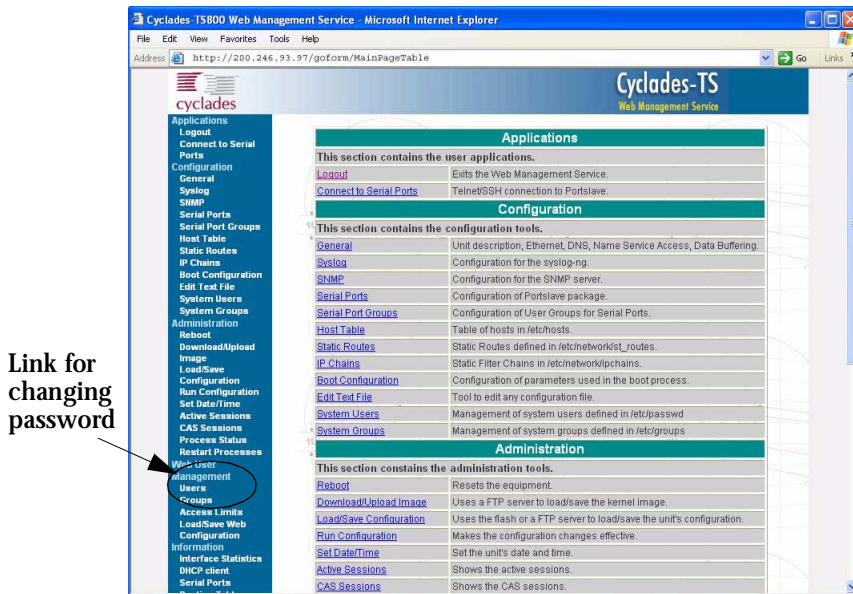 Cyclades-TS800 Web Management Service - Microsoft Internet Explorer
File Edit View Favorites Tools Help
Address http://200.246.93.97/goform/MainPageTable Go Links
cyclades
Cyclades-TS
Web Management Service
Applications
Logout
Connect to Serial
Ports
Configuration
General
Syslog
SNMP
Serial Ports
Serial Port Groups
Host Table
Static Routes
IP Chains
Boot Configuration
Edit Text File
System Users
System Groups
Administration
Reboot
Download/Upload
Image
Load/Save
Configuration
Run Configuration
Set Date/Time
Active Sessions
CAS Sessions
Process Status
Restart Processes
Web User
Management
Users
Groups
Access Limits
Load/Save Web
Configuration
Information
Interface Statistics
DHCP client
Serial Ports
Link for
changing
password
Applications
This section contains the user applications.
Logout Exits the Web Management Service.
Connect to Serial Ports Telnet/SSH connection to Portslave.
Configuration
This section contains the configuration tools.
General Unit description, Ethernet, DNS, Name Service Access, Data Buffering.
Syslog Configuration for the syslog-ng.
SNMP Configuration for the SNMP server.
Serial Ports Configuration of Portslave package.
Serial Port Groups Configuration of User Groups for Serial Ports.
Host Table Table of hosts in /etc/hosts.
Static Routes Static Routes defined in /etc/network/st_routes.
IP Chains Static Filter Chains in /etc/network/ipchains.
Boot Configuration Configuration of parameters used in the boot process.
Edit Text File Tool to edit any configuration file.
System Users Management of system users defined in /etc/passwd
System Groups Management of system groups defined in /etc/groups
Administration
This section constains the administration tools.
Reboot Resets the equipment.
Download/Upload Image Uses a FTP server to load/save the kernel image.
Load/Save Configuration Uses the flash or a FTP server to load/save the unit's configuration.
Run Configuration Makes the configuration changes effective.
Set Date/Time Set the unit's date and time.
Active Sessions Shows the active sessions.
CAS Sessions Shows the CAS sessions.